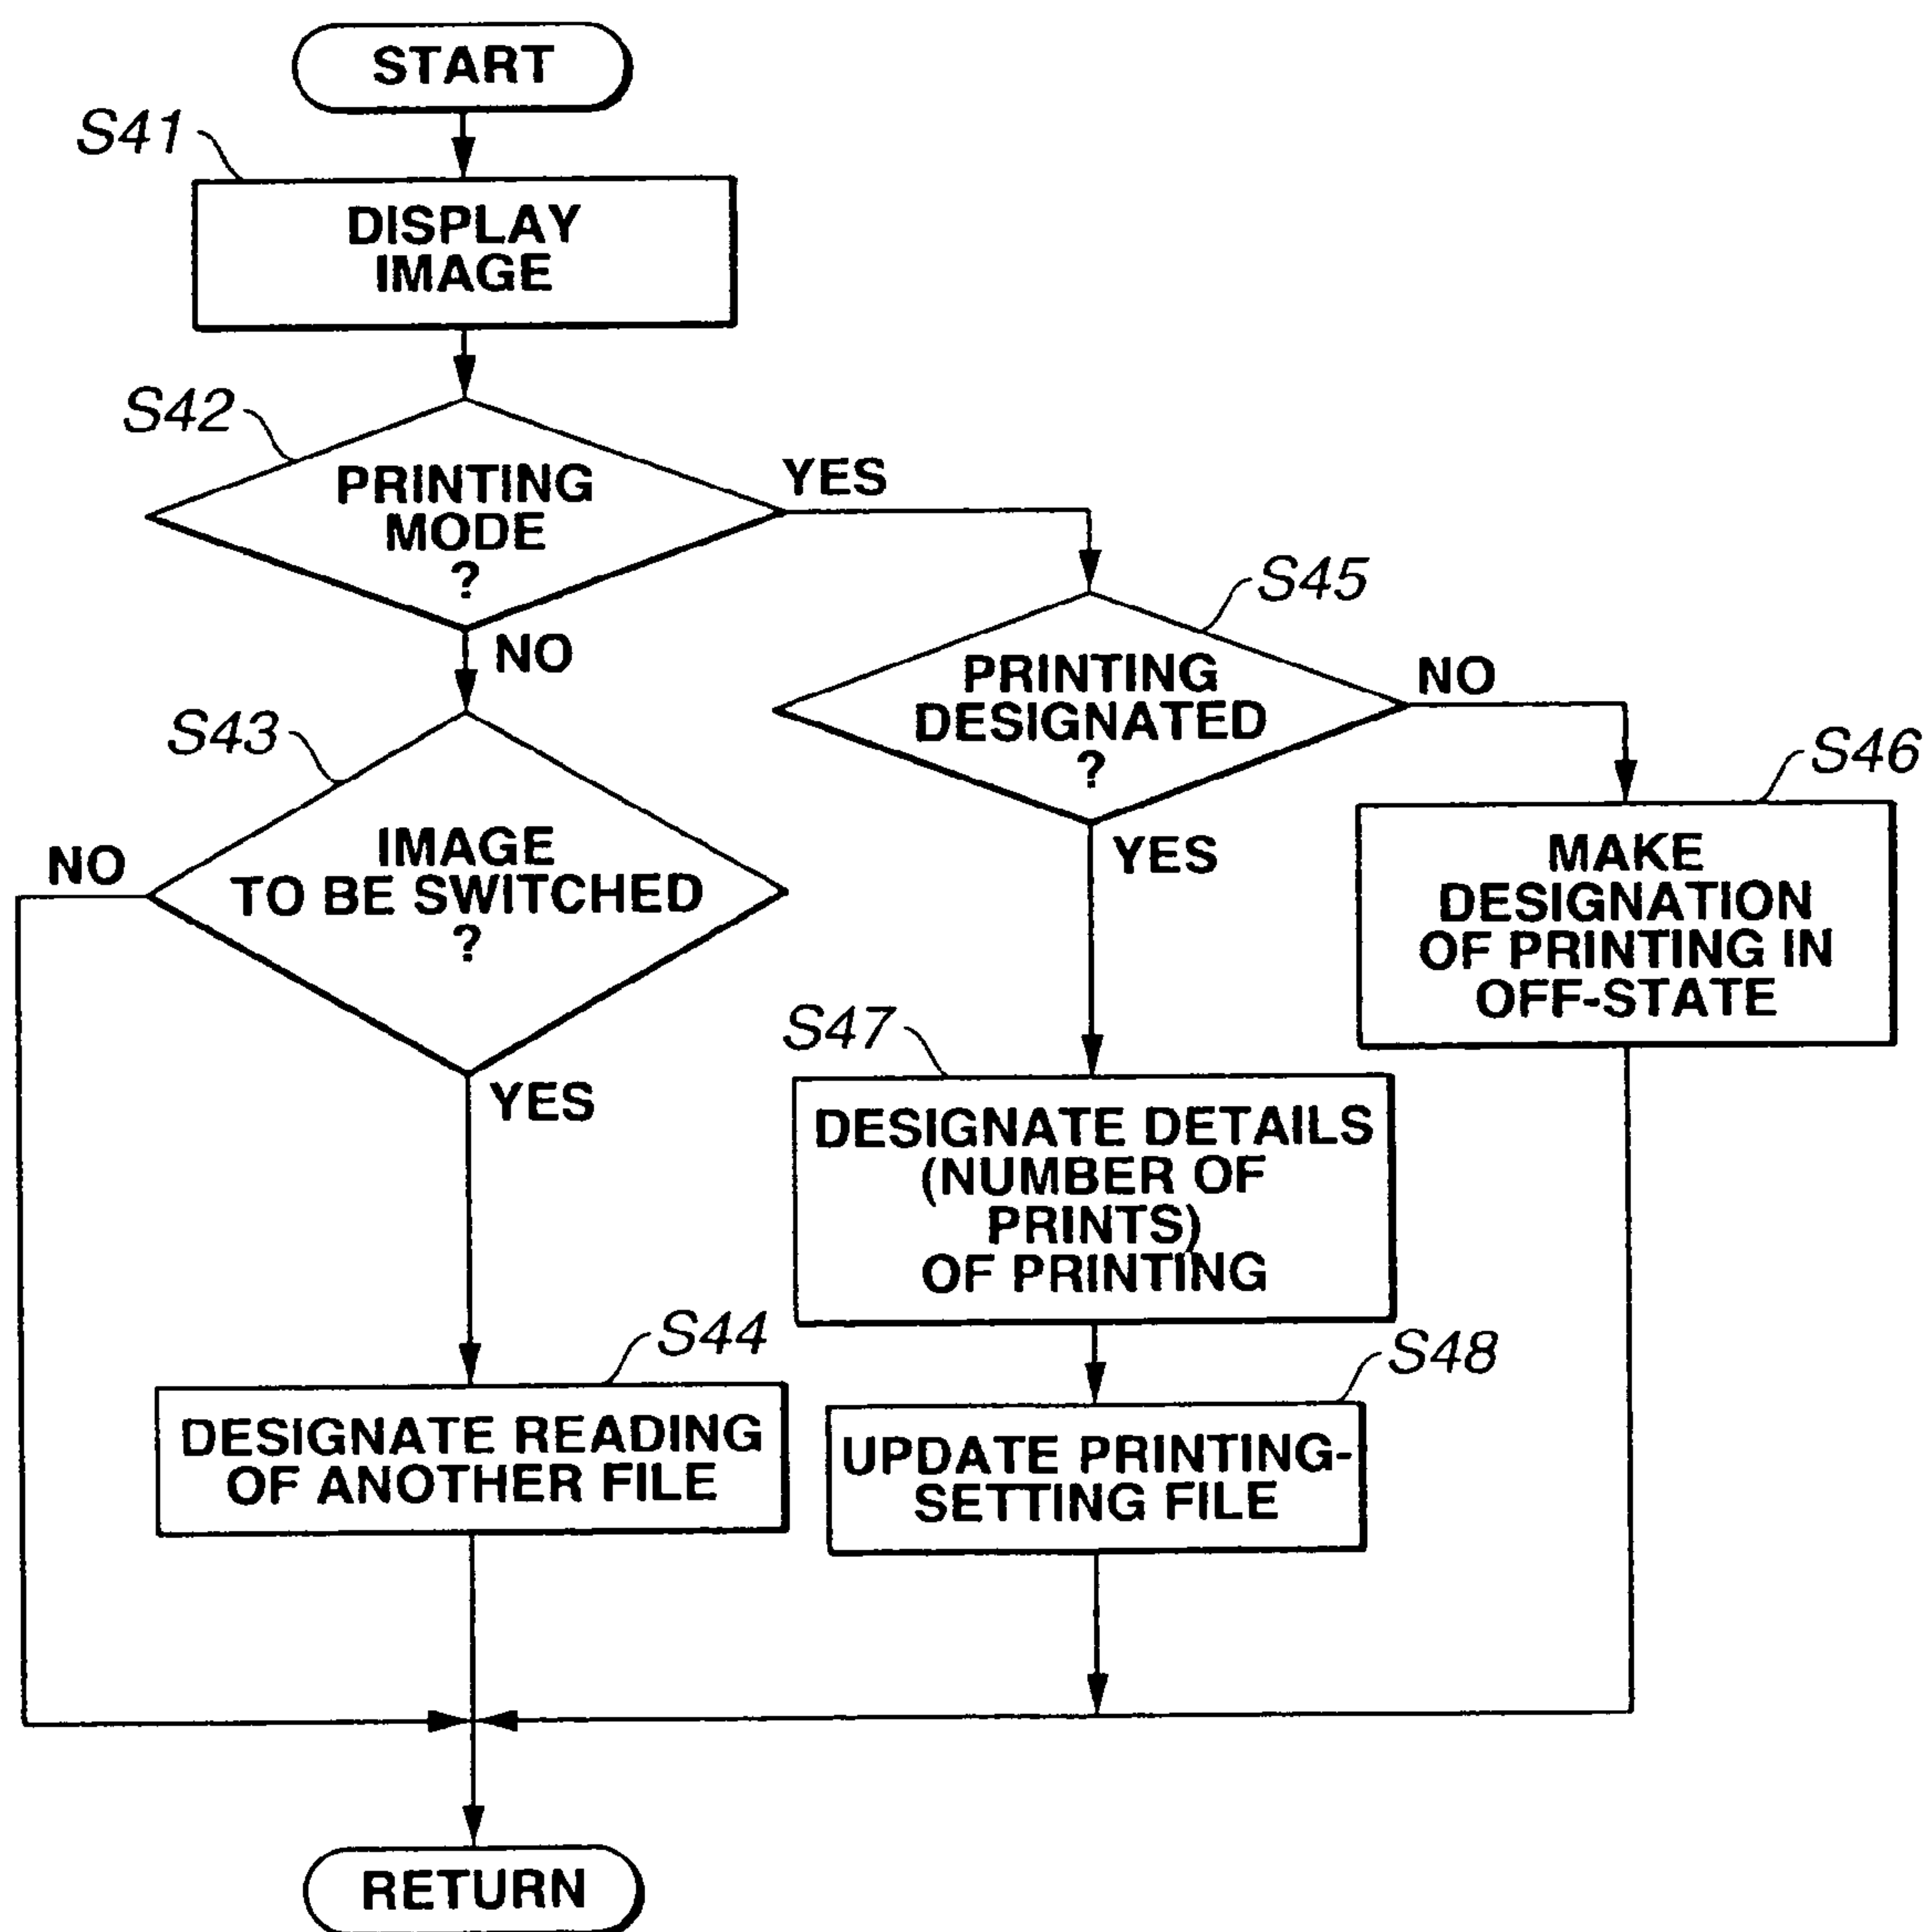 START
S41
DISPLAY
IMAGE
S42
PRINTING
MODE
?
YES
NO
S45
PRINTING
DESIGNATED
?
NO
YES
S43
IMAGE
TO BE SWITCHED
?
NO
YES
S46
MAKE
DESIGNATION
OF PRINTING IN
OFF-STATE
S47
DESIGNATE DETAILS
(NUMBER OF
PRINTS)
OF PRINTING
S44
DESIGNATE READING
OF ANOTHER FILE
S48
UPDATE PRINTING-
SETTING FILE
RETURN